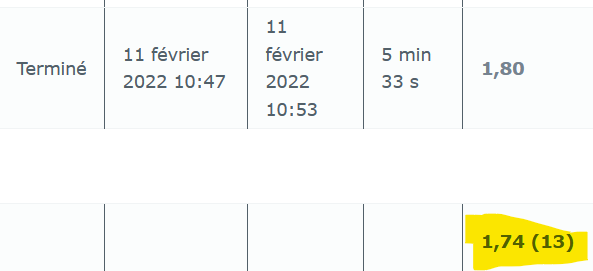 Terminé
11 février
2022 10:47
11
février
2022
10:53
5 min
33 s
1,80
1,74 (13)